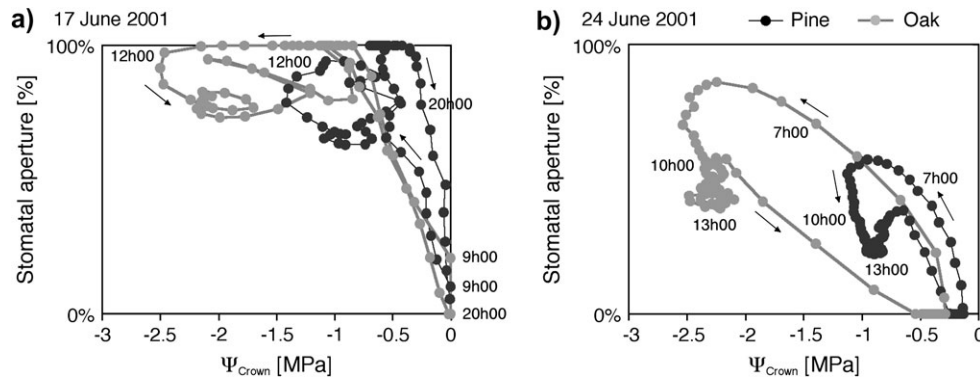 a) 17 June 2001
b) 24 June 2001
Pine Oak
100%
12h00
12h00
20h00
9h00
9h00
20h00
0%
Stomatal aperture [%]
-3 -2.5 -2 -1.5 -1 -0.5 0
Ψ_Crown [MPa]
100%
7h00
7h00
10h00
10h00
13h00
13h00
0%
Stomatal aperture [%]
-3 -2.5 -2 -1.5 -1 -0.5 0
Ψ_Crown [MPa]